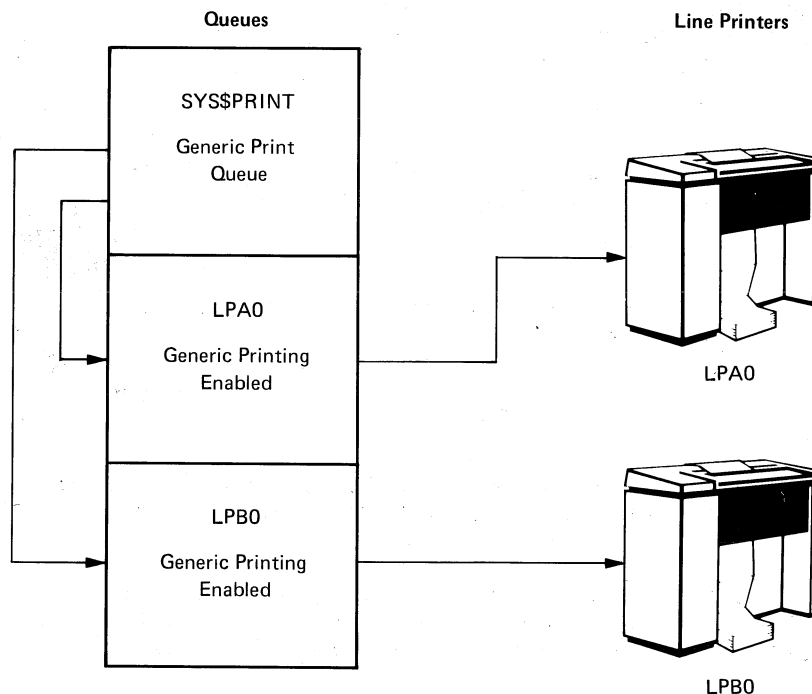 Queues
Line Printers
SYS$PRINT
Generic Print
Queue
LPA0
Generic Printing
Enabled
LPA0
LPB0
Generic Printing
Enabled
LPB0